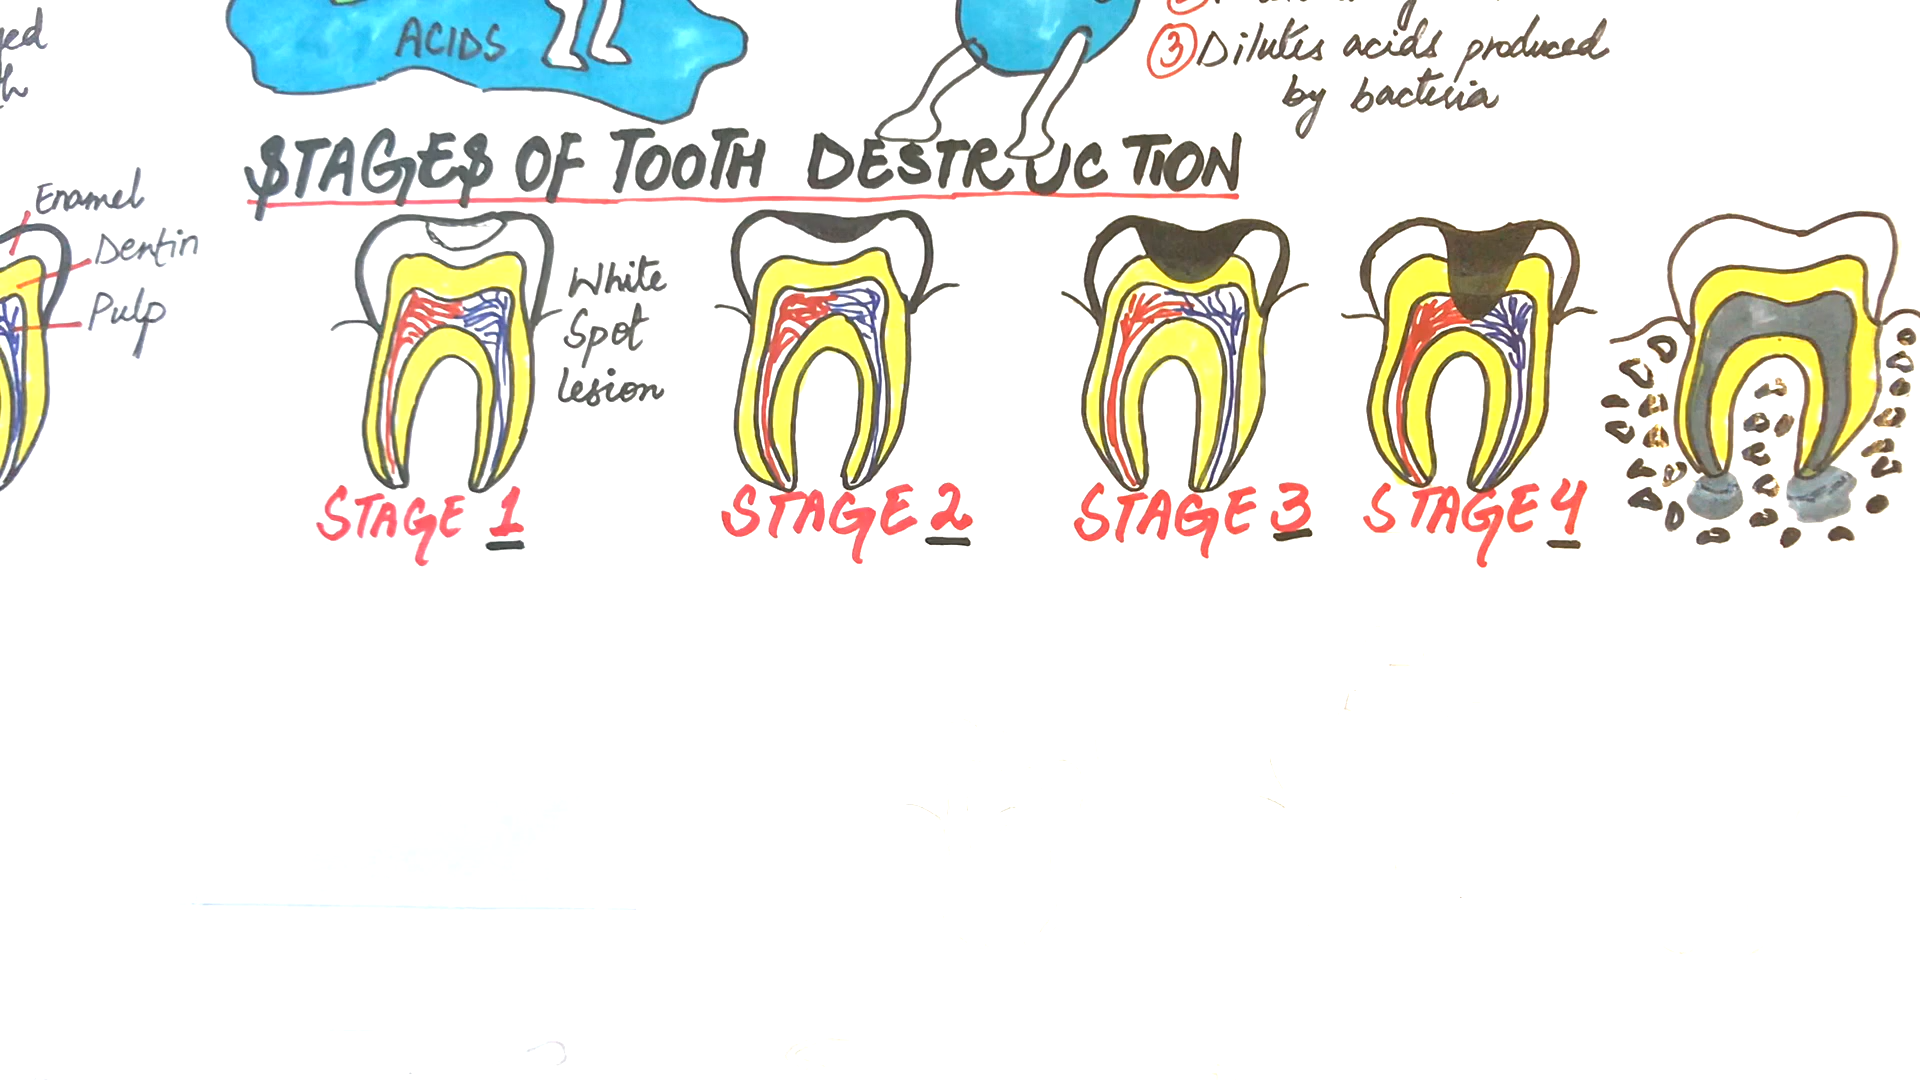 ACIDS
③ Dilutes acids produced
by bacteria
STAGES OF TOOTH DESTRUCTION
Enamel
Dentin
Pulp
White
Spot
lesion
STAGE 1
STAGE 2
STAGE 3
STAGE 4